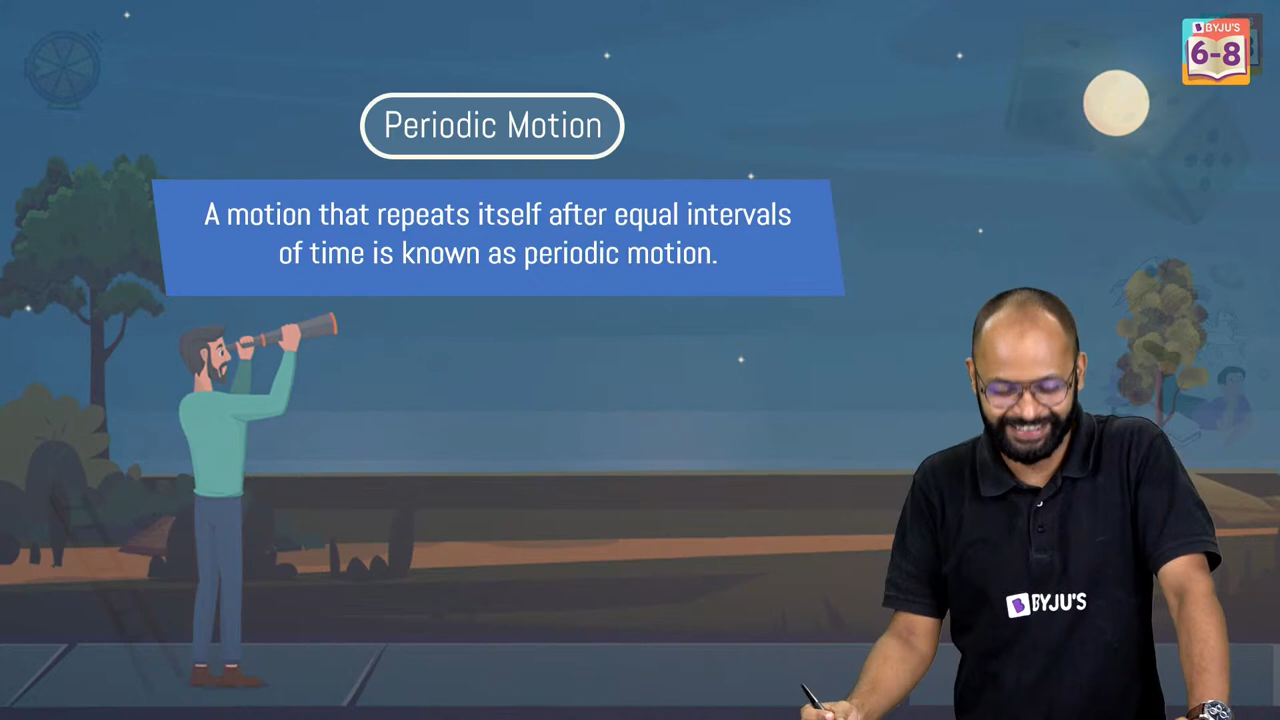 BYJU'S
6-8
Periodic Motion
A motion that repeats itself after equal intervals
of time is known as periodic motion.
BYJU'S